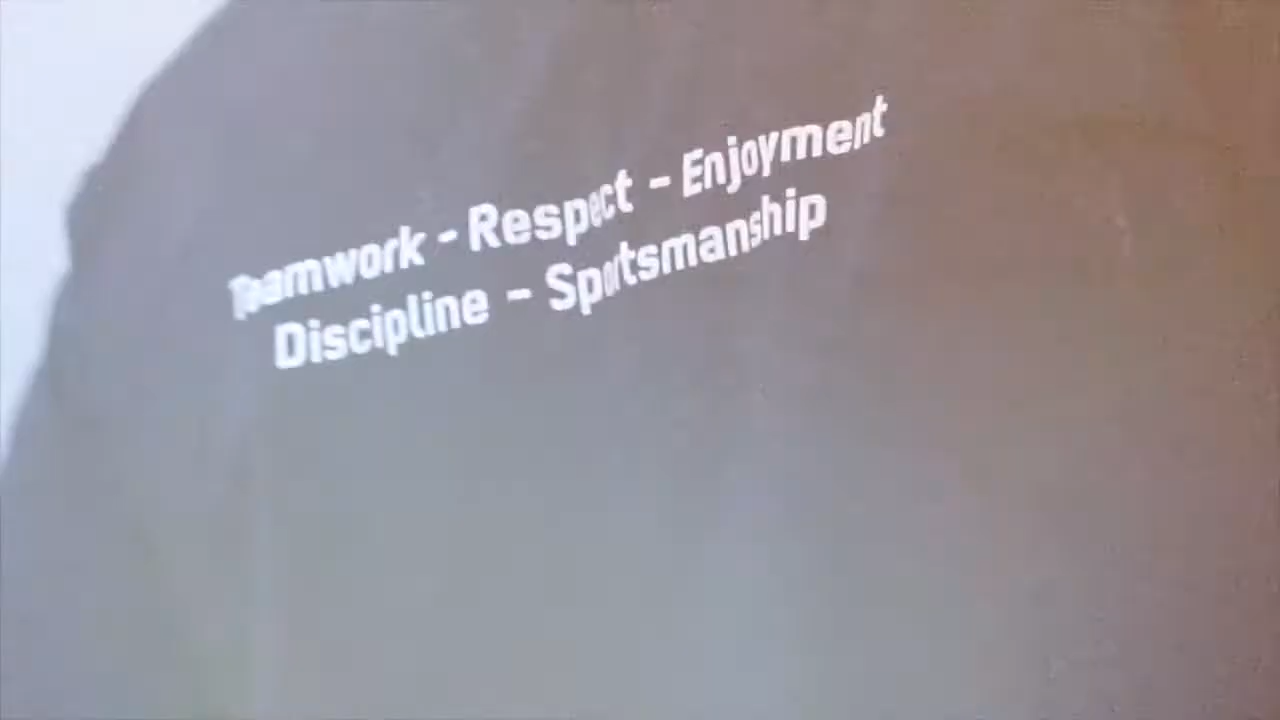 Teamwork - Respect - Enjoyment
Discipline - Sportsmanship